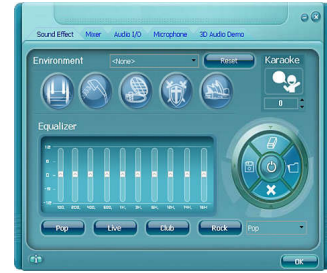 Sound Effect Mixer Audio I/O Microphone 3D Audio Demo
Environment <None> Reset Karaoke
0
Equalizer
Pop Live Club Rock Pop
OK